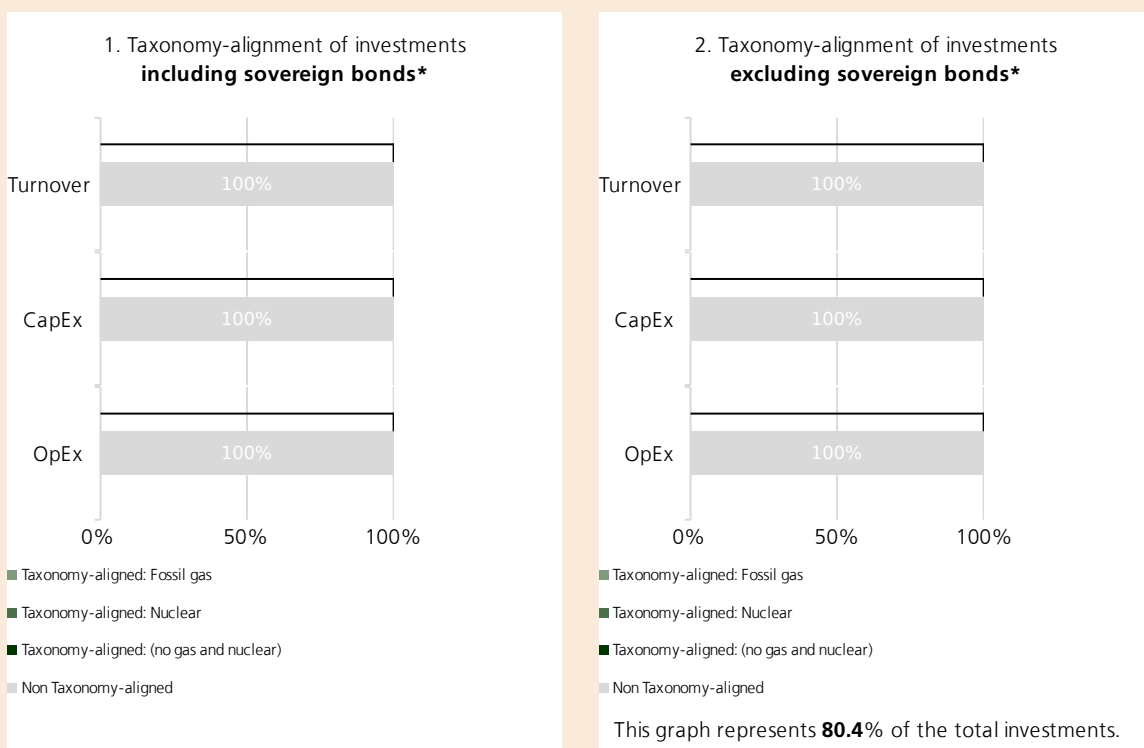 1. Taxonomy-alignment of investments
including sovereign bonds*
Turnover
100%
CapEx
100%
OpEx
100%
0% 50% 100%
Taxonomy-aligned: Fossil gas
Taxonomy-aligned: Nuclear
Taxonomy-aligned: (no gas and nuclear)
Non Taxonomy-aligned
2. Taxonomy-alignment of investments
excluding sovereign bonds*
Turnover
100%
CapEx
100%
OpEx
100%
0% 50% 100%
Taxonomy-aligned: Fossil gas
Taxonomy-aligned: Nuclear
Taxonomy-aligned: (no gas and nuclear)
Non Taxonomy-aligned
This graph represents 80.4% of the total investments.